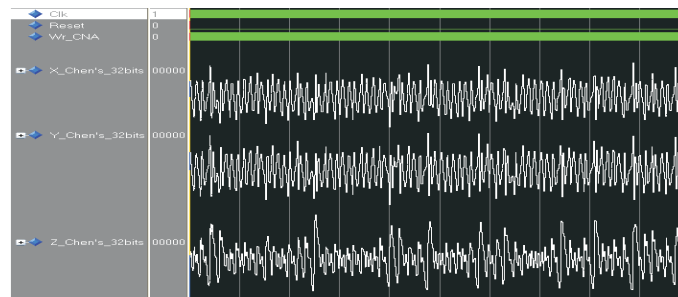 Clk 1
Reset 0
Wr_CNA 0
X_Chen's_32bits 00000
Y_Chen's_32bits 00000
Z_Chen's_32bits 00000